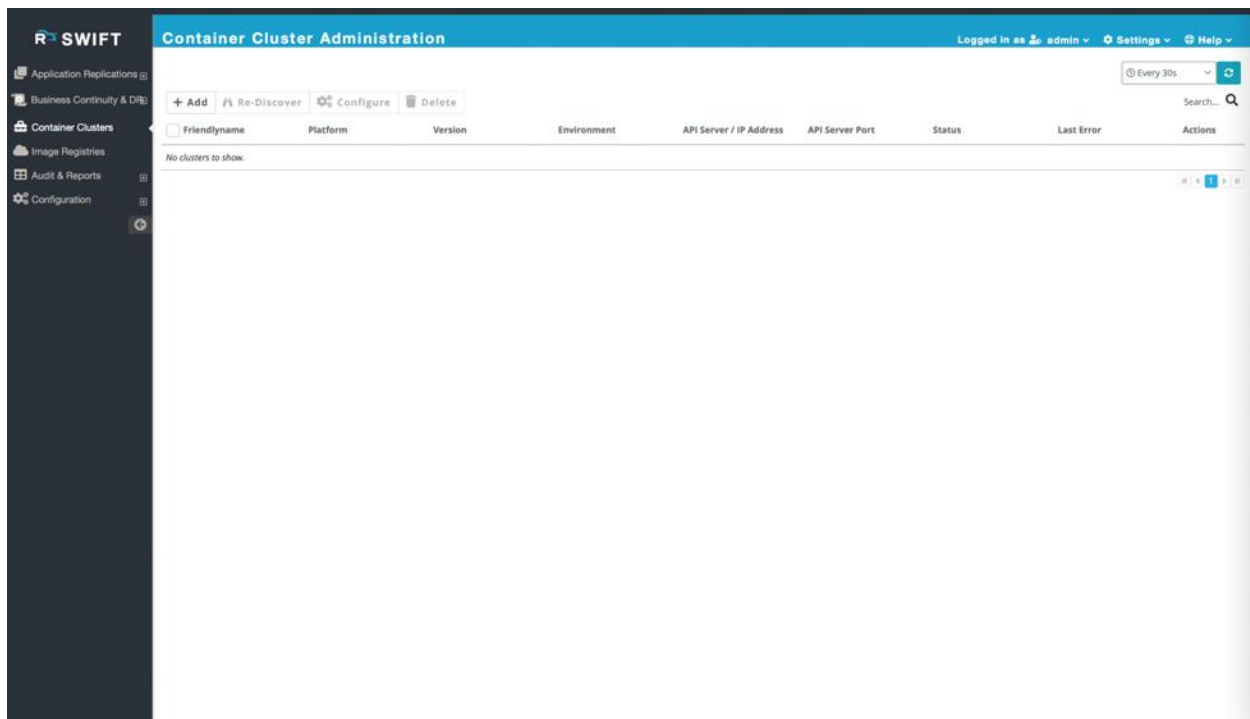 R SWIFT
Container Cluster Administration
Logged in as admin
Settings
Help
Application Replications
Business Continuity & DR
Container Clusters
Image Registries
Audit & Reports
Configuration
Every 30s
+ Add Re-Discover Configure Delete
Search...
Friendlyname Platform Version Environment API Server / IP Address API Server Port Status Last Error Actions
No clusters to show.
1